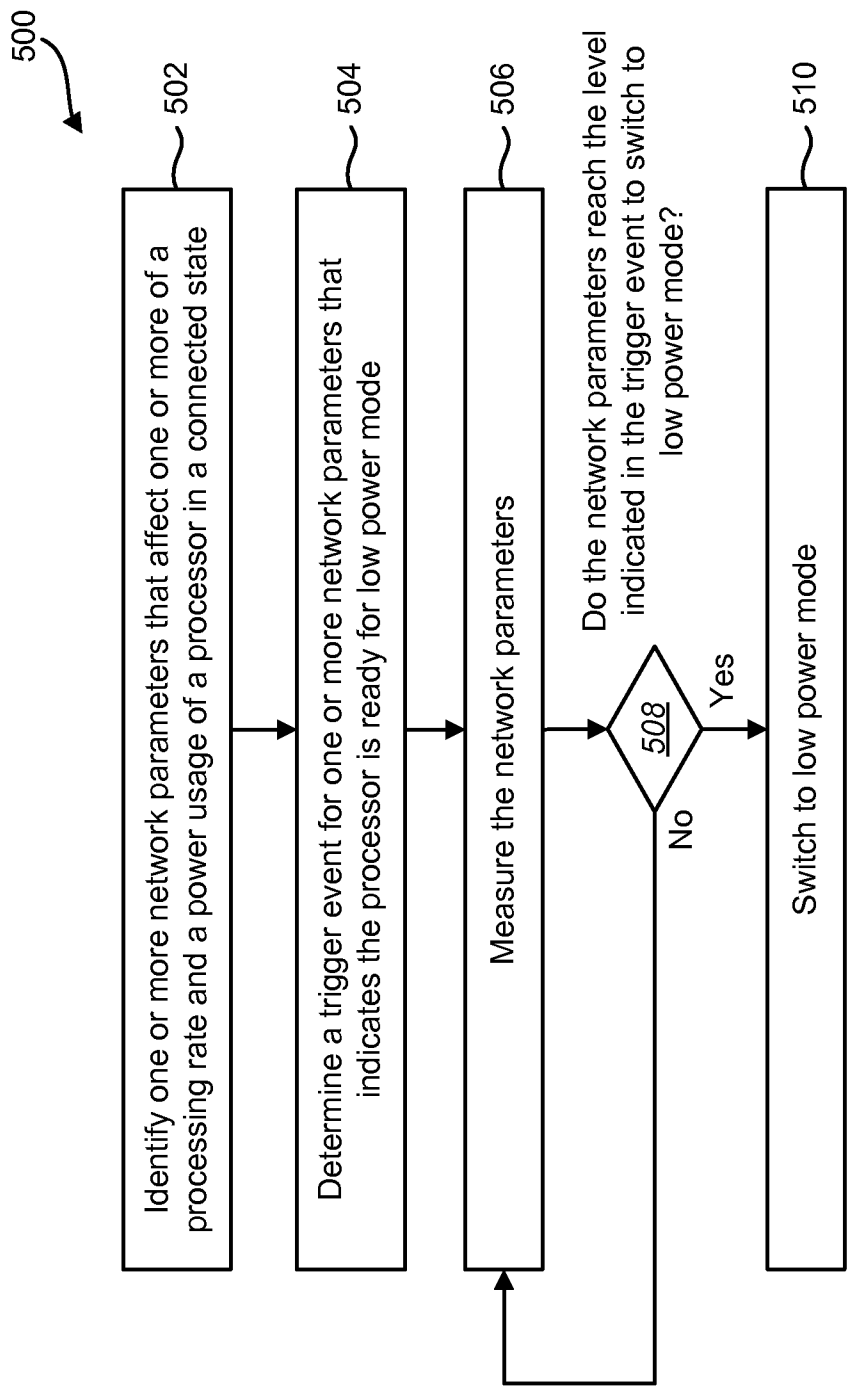 500
502
Identify one or more network parameters that affect one or more of a
processing rate and a power usage of a processor in a connected state
504
Determine a trigger event for one or more network parameters that
indicates the processor is ready for low power mode
506
Measure the network parameters
Do the network parameters reach the level
indicated in the trigger event to switch to
low power mode?
508
No
Yes
510
Switch to low power mode